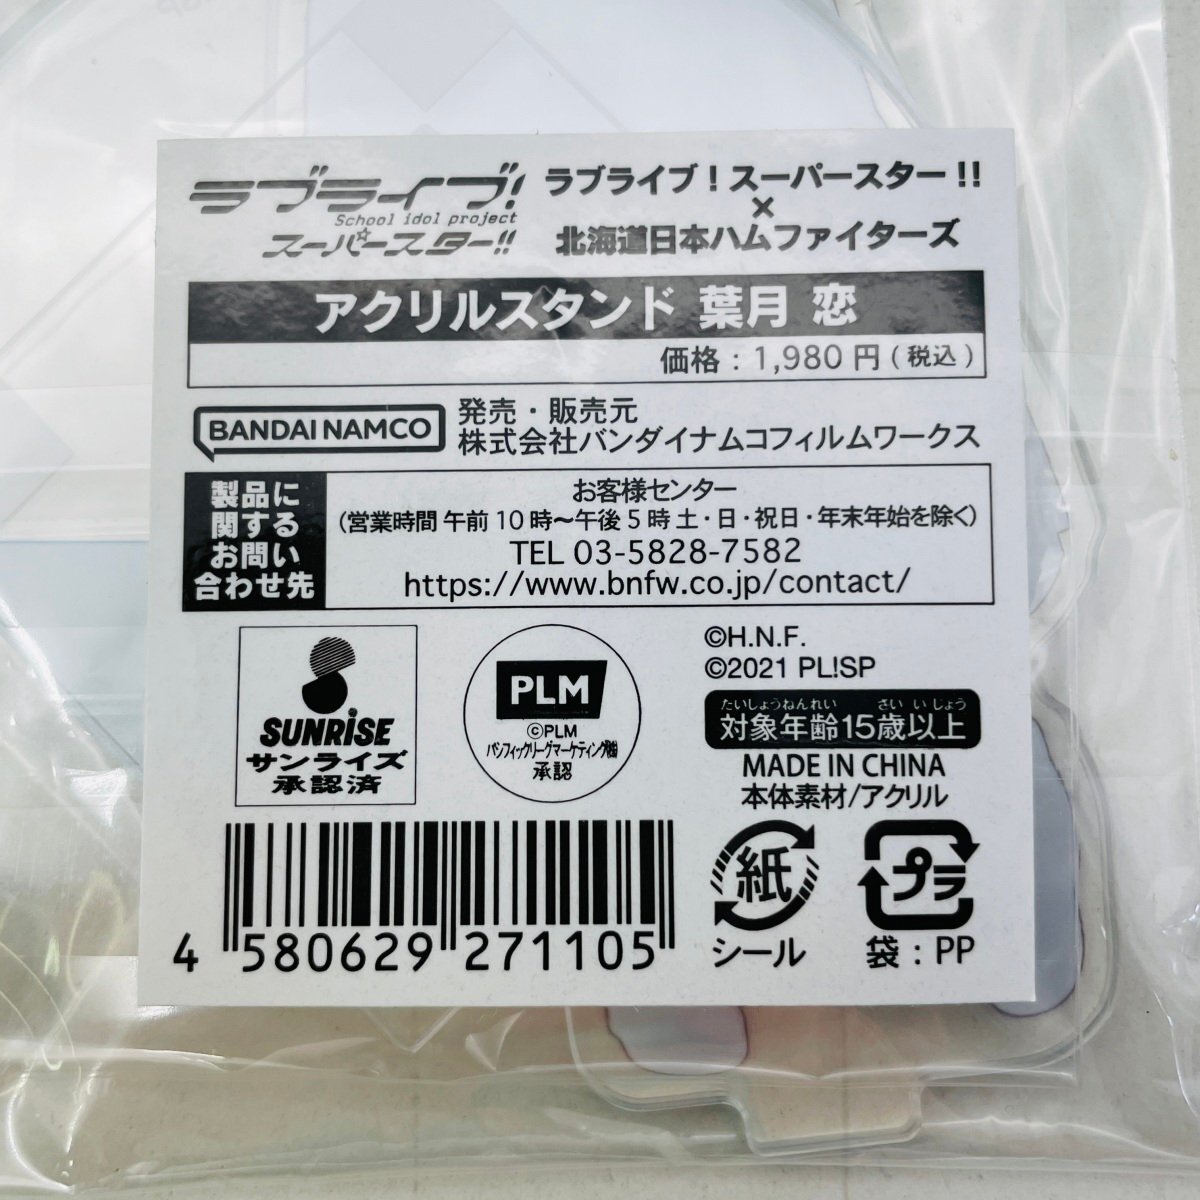 ラブライブ!
School idol project
スーパースター!!
ラブライブ!スーパースター!!
×
北海道日本ハムファイターズ
アクリルスタンド 葉月 恋
価格:1,980円(税込)
BANDAI NAMCO
発売・販売元
株式会社バンダイナムコフィルムワークス
製品に
関する
お問い
合わせ先
お客様センター
(営業時間 午前10時〜午後5時 土・日・祝日・年末年始を除く)
TEL 03-5828-7582
https://www.bnfw.co.jp/contact/
SUNRISE
サンライズ
承認済
PLM
©PLM
パシフィックリーグマーケティング㈱
承認
©H.N.F.
©2021 PL!SP
たいしょうねんれい さいいじょう
対象年齢15歳以上
MADE IN CHINA
本体素材/アクリル
紙
シール
プラ
袋:PP
4 580629 271105